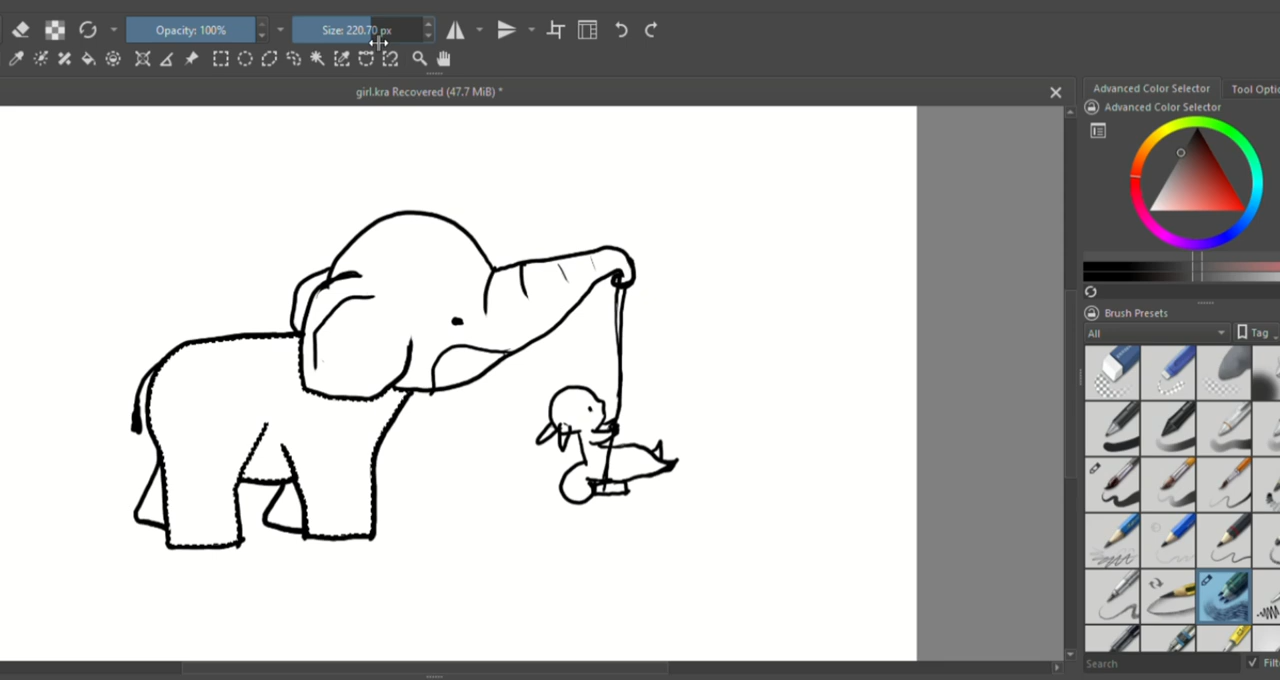 Opacity: 100%
Size: 220.70 px
girl.kra Recovered (47.7 MiB) *
Advanced Color Selector
Tool Optio
Advanced Color Selector
Brush Presets
All
Tag
Search
Filt